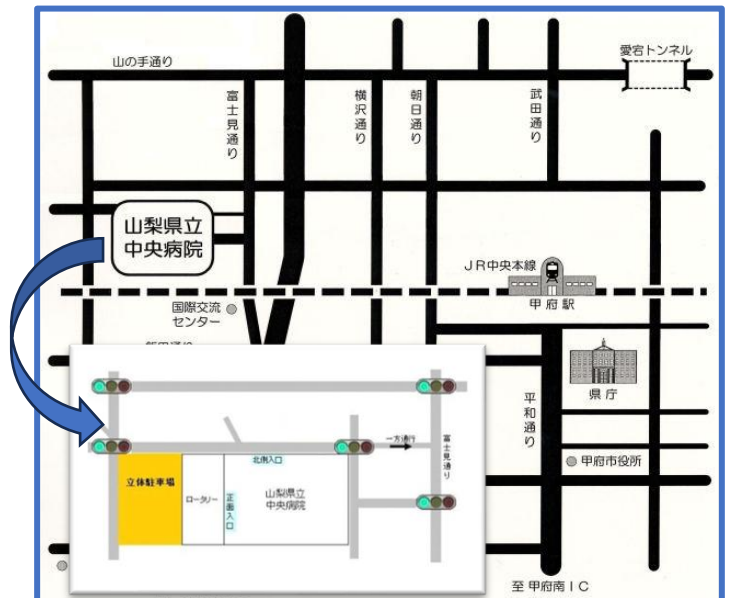 山の手通り
愛宕トンネル
富士見通り
横沢通り
朝日通り
武田通り
山梨県立
中央病院
JR中央本線
甲府駅
国際交流
センター
県庁
平和通り
甲府市役所
至 甲府南IC
一方通行
富士見通り
北側入口
立体駐車場
ロータリー
正面入口
山梨県立
中央病院